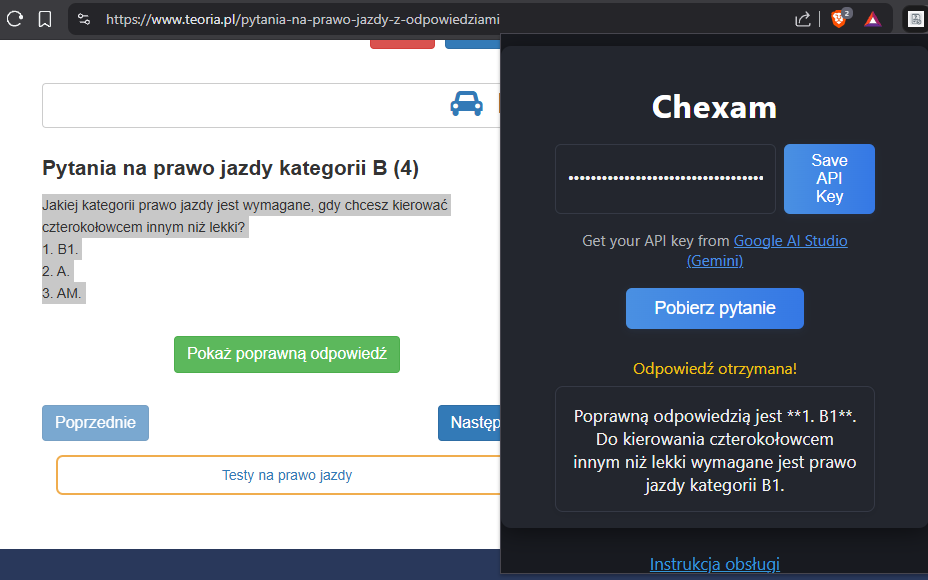 https://www.teoria.pl/pytania-na-prawo-jazdy-z-odpowiedziami
2
Pytania na prawo jazdy kategorii B (4)
Jakiej kategorii prawo jazdy jest wymagane, gdy chcesz kierować
czterokołowcem innym niż lekki?
1. B1.
2. A.
3. AM.
Pokaż poprawną odpowiedź
Poprzednie
Następ
Testy na prawo jazdy
Chexam
Save
API
Key
Get your API key from Google AI Studio
(Gemini)
Pobierz pytanie
Odpowiedź otrzymana!
Poprawną odpowiedzią jest **1. B1**.
Do kierowania czterokołowcem
innym niż lekki wymagane jest prawo
jazdy kategorii B1.
Instrukcja obsługi